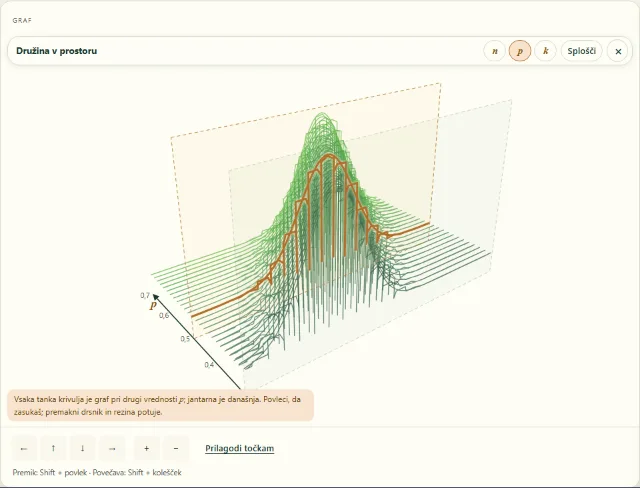 GRAF
Družina v prostoru
n p k Splošči ×
0,7
p
0,6
0,5
0,4
Vsaka tanka krivulja je graf pri drugi vrednosti p; jantarna je današnja. Povleci, da
zasukaš; premakni drsnik in rezina potuje.
← ↑ ↓ → + − Prilagodi točkam
Premik: Shift + povlek · Povečava: Shift + kolešček